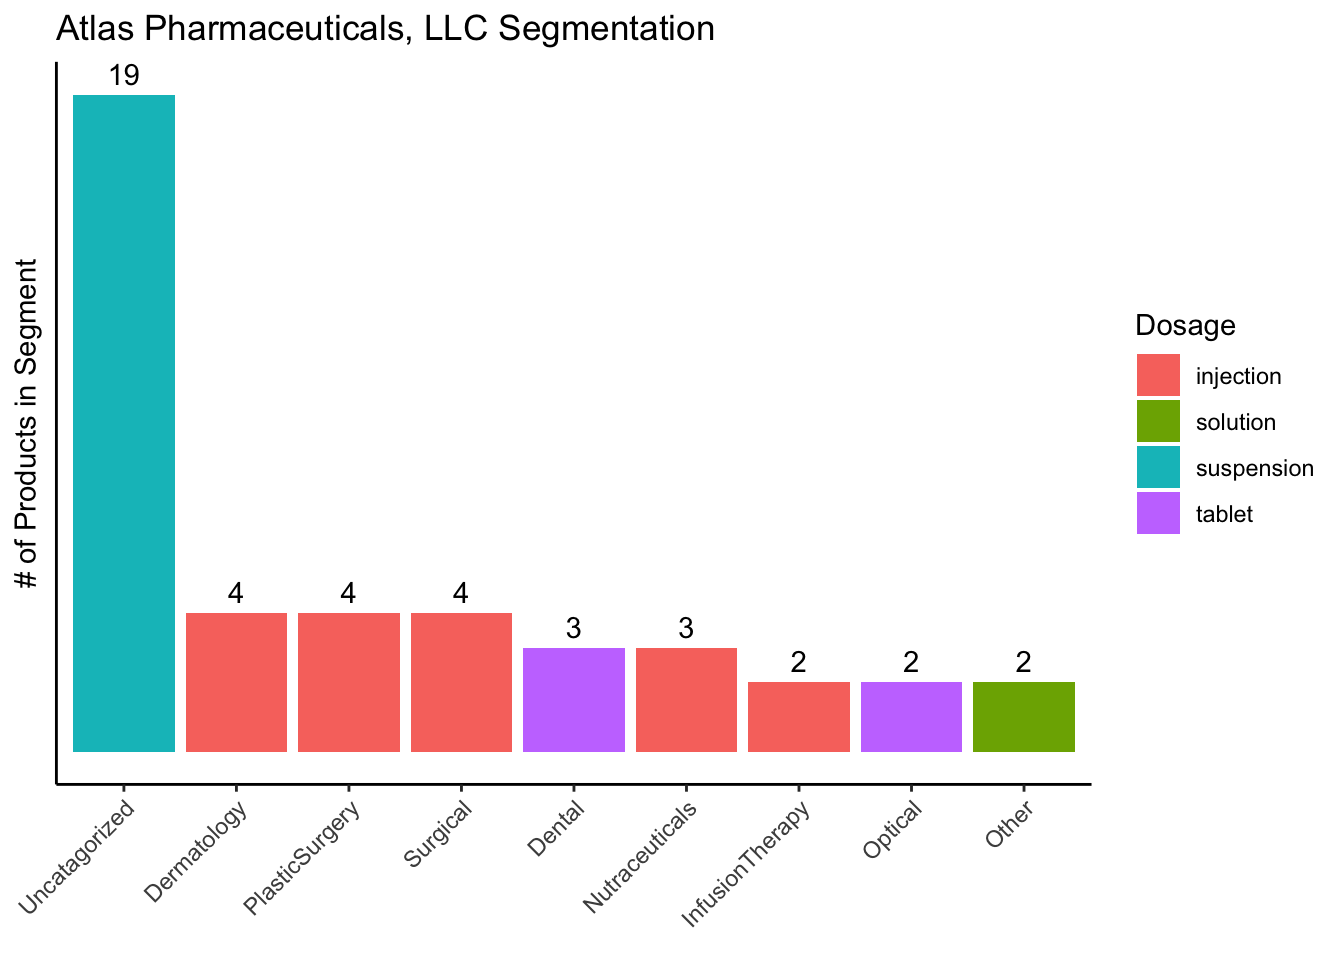 Atlas Pharmaceuticals, LLC Segmentation
# of Products in Segment
19
4
4
4
3
3
2
2
2
Uncatagorized
Dermatology
PlasticSurgery
Surgical
Dental
Nutraceuticals
InfusionTherapy
Optical
Other
Dosage
injection
solution
suspension
tablet